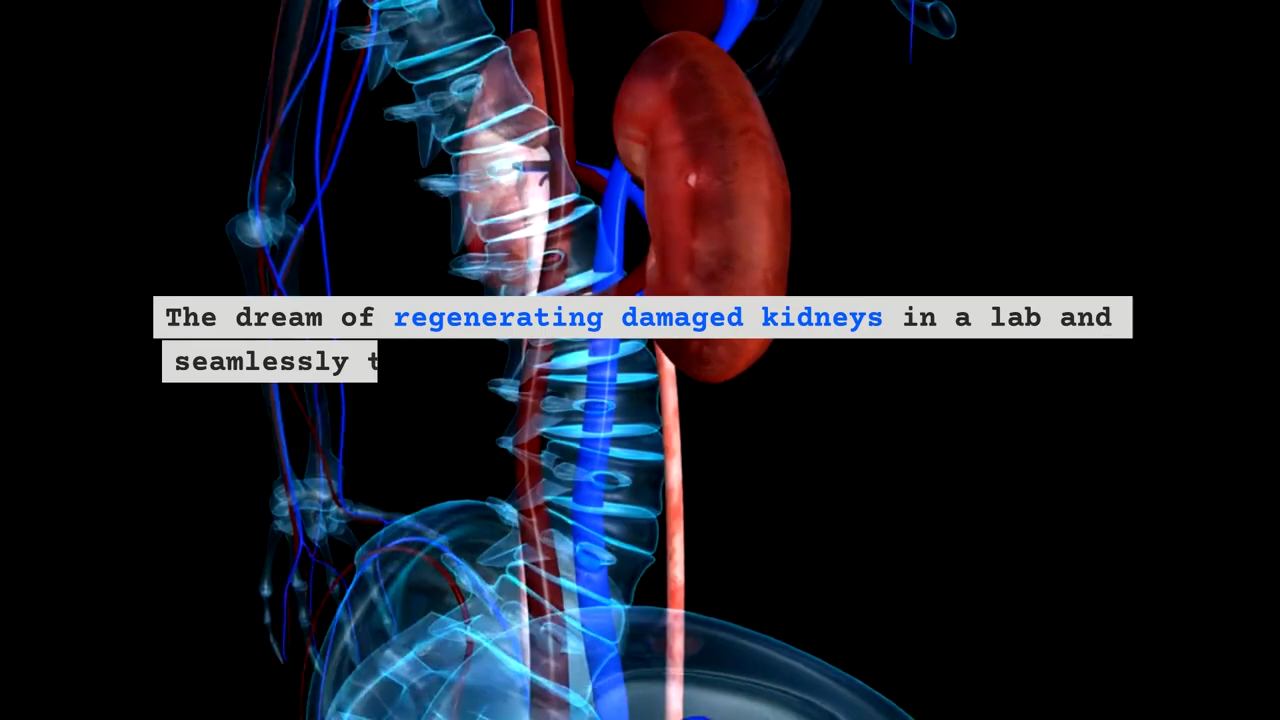 The dream of regenerating damaged kidneys in a lab and
seamlessly t